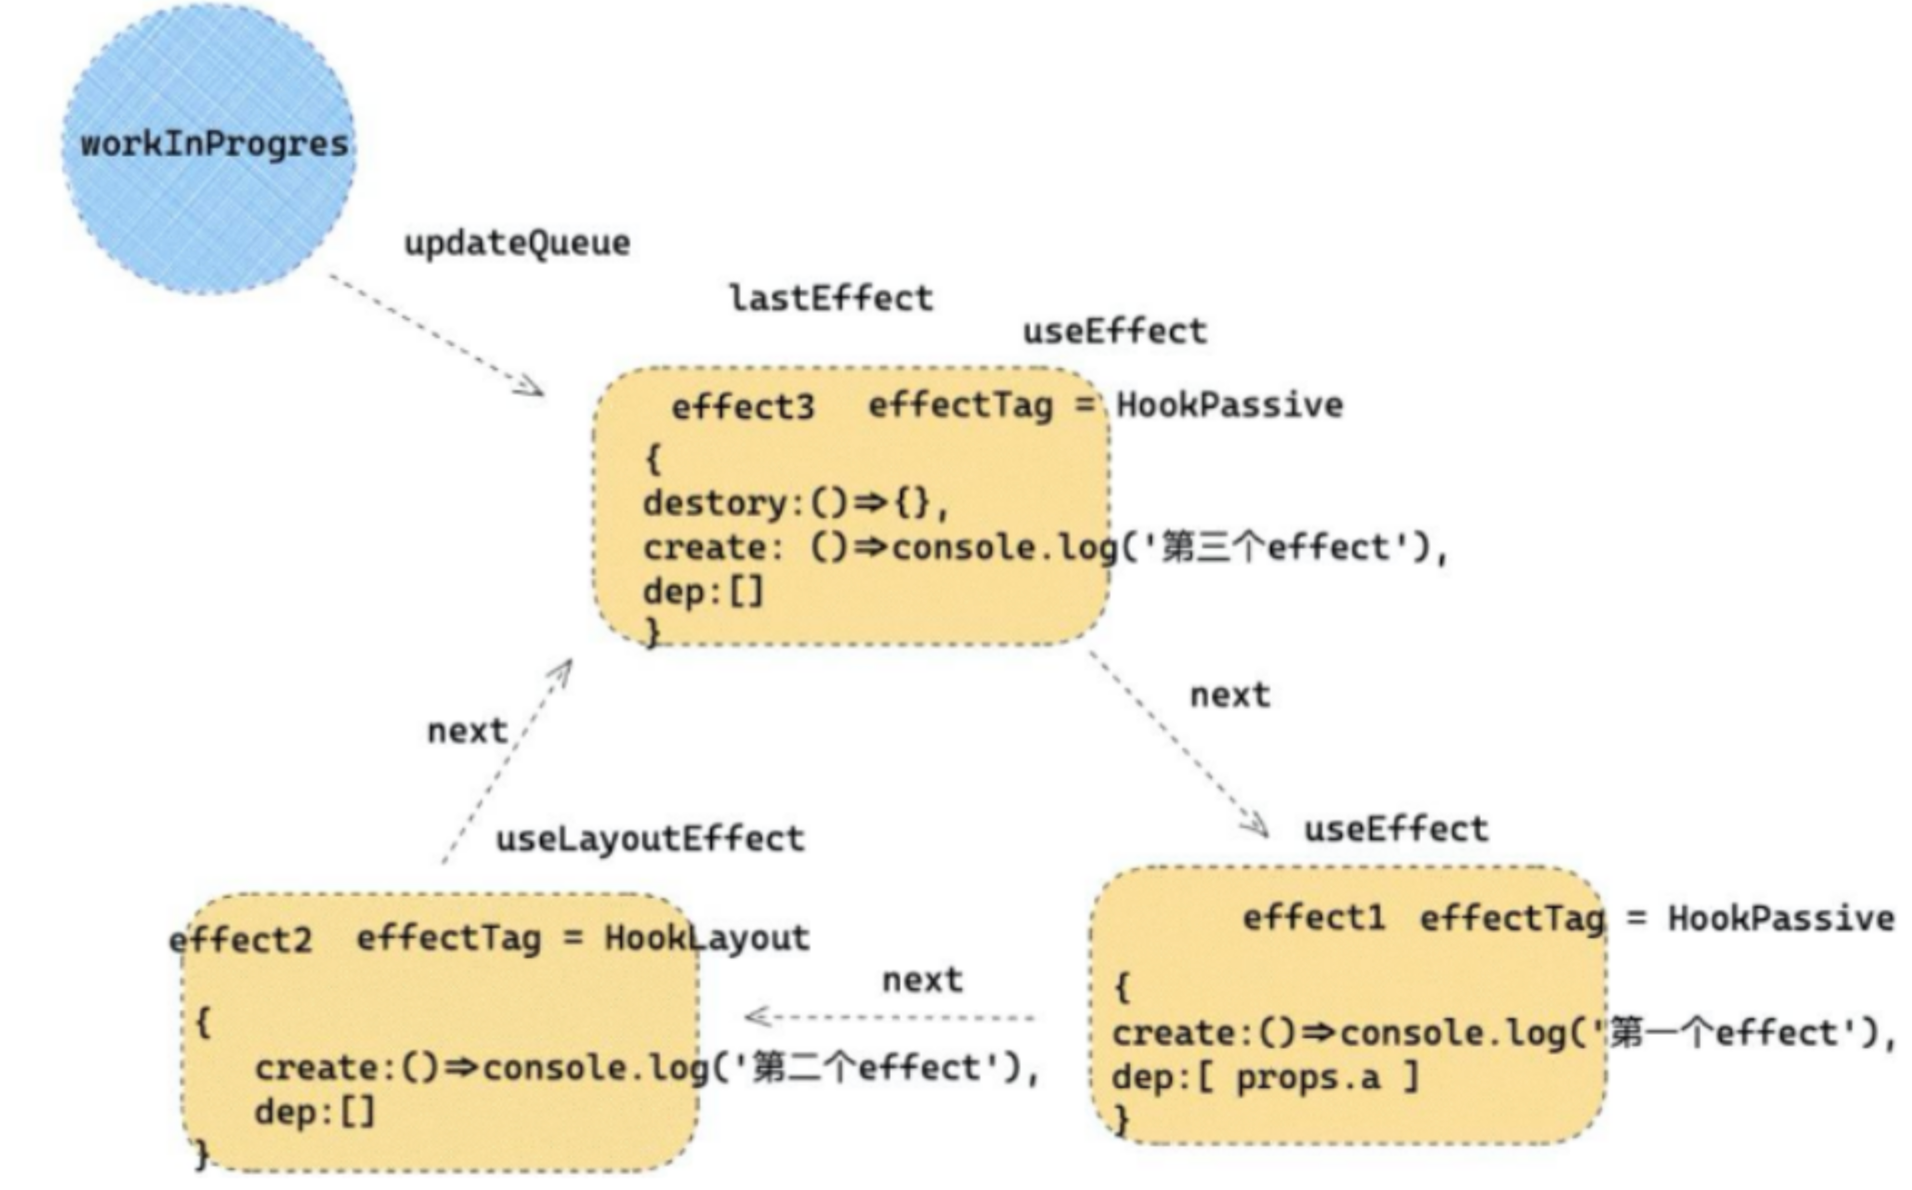 workInProgres
updateQueue
lastEffect
useEffect
effect3 effectTag = HookPassive
{
destory:()⇒{},
create: ()⇒console.log('第三个effect'),
dep:[]
}
next
next
useLayoutEffect
effect2 effectTag = HookLayout
{
create:()⇒console.log('第二个effect'),
dep:[]
}
next
useEffect
effect1 effectTag = HookPassive
{
create:()⇒console.log('第一个effect'),
dep:[ props.a ]
}